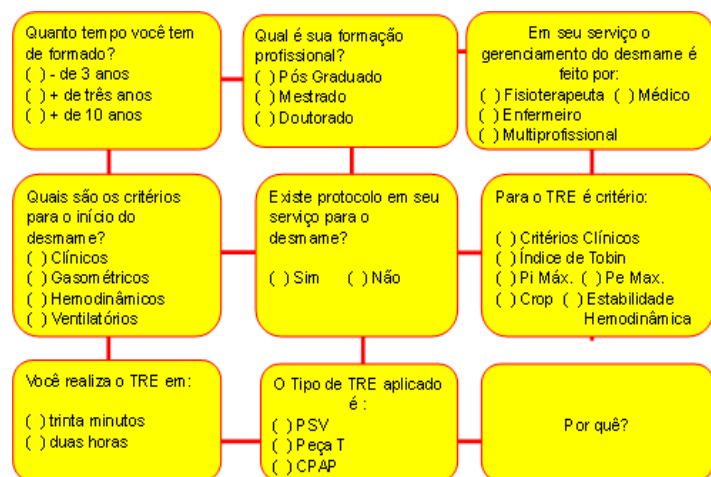 Quanto tempo você tem
de formado?
( ) - de 3 anos
( ) + de três anos
( ) + de 10 anos
Qual é sua formação
profissional?
( ) Pós Graduado
( ) Mestrado
( ) Doutorado
Em seu serviço o
gerenciamento do desmame é
feito por:
( ) Fisioterapeuta ( ) Médico
( ) Enfermeiro
( ) Multiprofissional
Quais são os critérios
para o início do
desmame?
( ) Clínicos
( ) Gasométricos
( ) Hemodinâmicos
( ) Ventilatórios
Existe protocolo em seu
serviço para o
desmame?
( ) Sim ( ) Não
Para o TRE é critério:
( ) Critérios Clínicos
( ) Índice de Tobin
( ) Pi Máx. ( ) Pe Max.
( ) Crop ( ) Estabilidade
Hemodinâmica
Você realiza o TRE em:
( ) trinta minutos
( ) duas horas
O Tipo de TRE aplicado
é :
( ) PSV
( ) Peça T
( ) CPAP
Por quê?